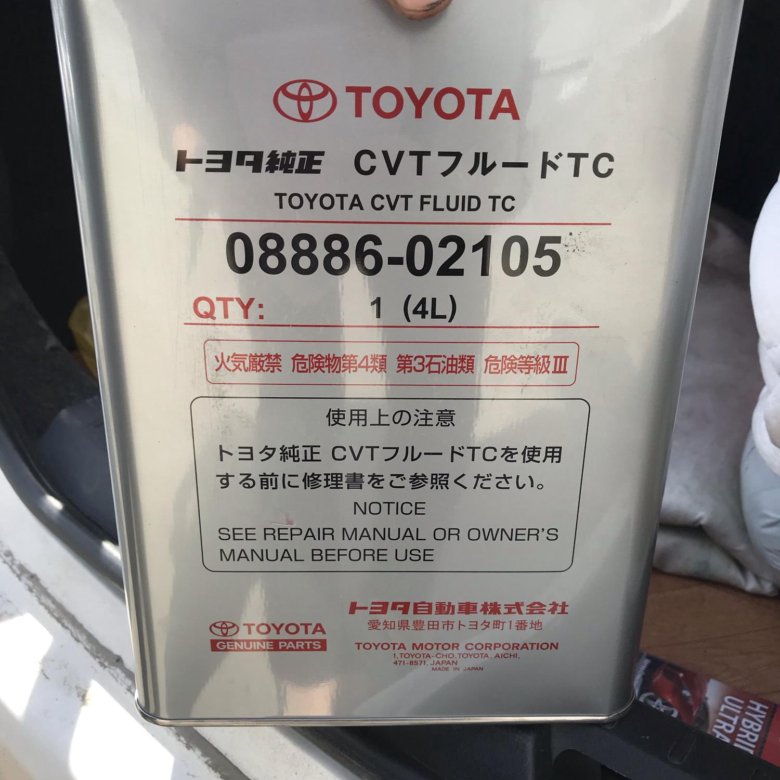 TOYOTA
トヨタ純正 CVTフルードTC
TOYOTA CVT FLUID TC
08886-02105
QTY: 1 (4L)
火気厳禁 危険物第4類 第3石油類 危険等級Ⅲ
使用上の注意
トヨタ純正 CVTフルードTCを使用
する前に修理書をご参照ください。
NOTICE
SEE REPAIR MANUAL OR OWNER'S
MANUAL BEFORE USE
TOYOTA
GENUINE PARTS
トヨタ自動車株式会社
愛知県豊田市トヨタ町1番地
TOYOTA MOTOR CORPORATION
1, TOYOTA-CHO, TOYOTA, AICHI,
471-8571, JAPAN
MADE IN JAPAN
HYBRI
ULTRA